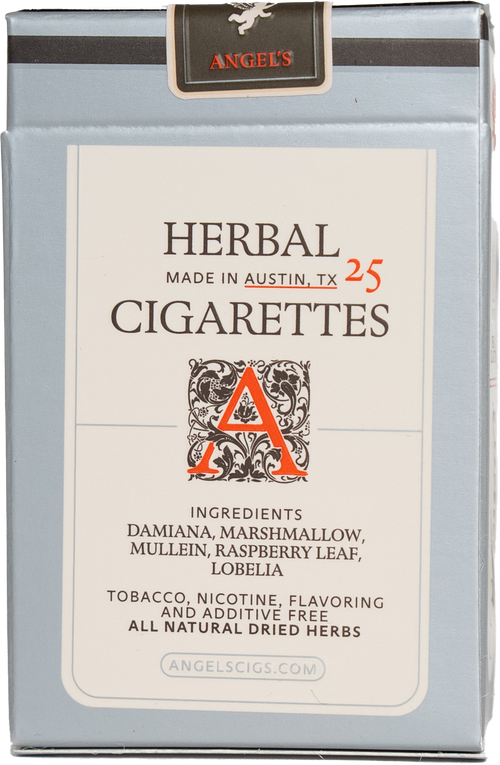 ANGEL'S
HERBAL
MADE IN AUSTIN, TX 25
CIGARETTES
A
INGREDIENTS
DAMIANA, MARSHMALLOW,
MULLEIN, RASPBERRY LEAF,
LOBELIA
TOBACCO, NICOTINE, FLAVORING
AND ADDITIVE FREE
ALL NATURAL DRIED HERBS
ANGELSCIGS.COM